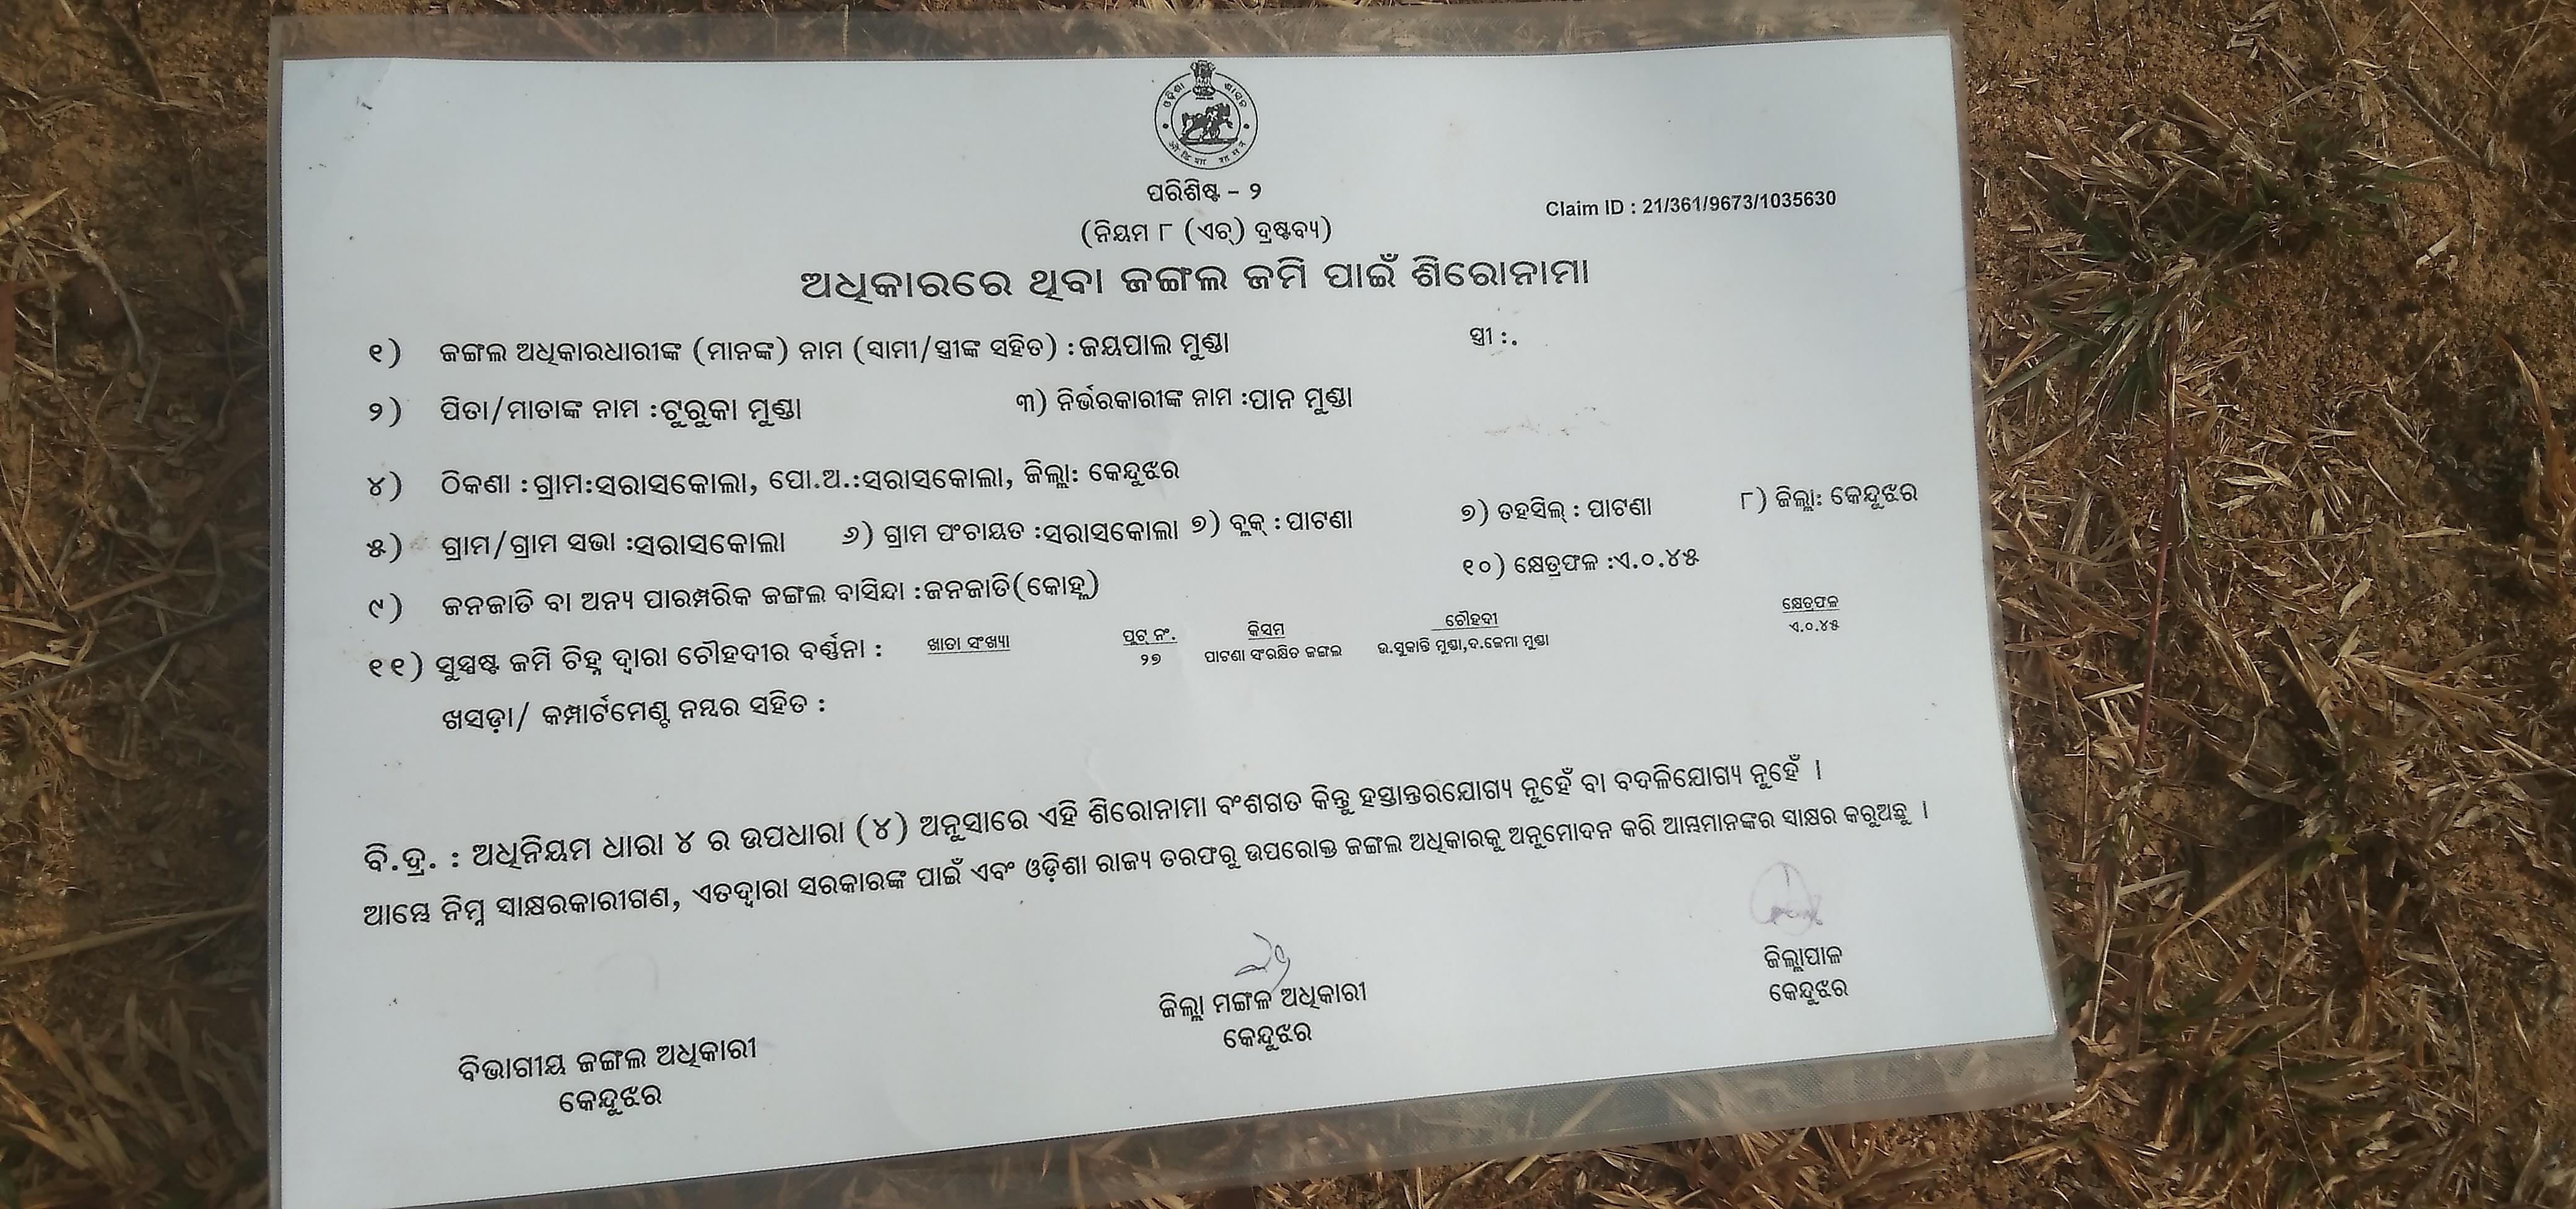 ଓଡ଼ିଶା ଶାସନ
ପରିଶିଷ୍ଟ – ୨
Claim ID : 21/361/9673/1035630
(ନିୟମ ୮ (ଏଚ୍) ଦ୍ରଷ୍ଟବ୍ୟ)
ଅଧିକାରରେ ଥିବା ଜଙ୍ଗଲ ଜମି ପାଇଁ ଶିରୋନାମା
୧) ଜଙ୍ଗଲ ଅଧିକାରଧାରୀଙ୍କ (ମାନଙ୍କ) ନାମ (ସ୍ଵାମୀ/ସ୍ତ୍ରୀଙ୍କ ସହିତ) : ଜୟପାଲ ମୁଣ୍ଡା ସ୍ତ୍ରୀ :.
୨) ପିତା/ମାତାଙ୍କ ନାମ : ଟୁରୁକା ମୁଣ୍ଡା ୩) ନିର୍ଭରକାରୀଙ୍କ ନାମ : ପାନ ମୁଣ୍ଡା
୪) ଠିକଣା : ଗ୍ରାମ: ସରାସକୋଲା, ପୋ.ଅ.: ସରାସକୋଲା, ଜିଲ୍ଲା: କେନ୍ଦୁଝର
୫) ଗ୍ରାମ/ଗ୍ରାମ ସଭା : ସରାସକୋଲା ୬) ଗ୍ରାମ ପଂଚାୟତ : ସରାସକୋଲା ୭) ବ୍ଲକ୍ : ପାଟଣା ୭) ତହସିଲ୍ : ପାଟଣା ୮) ଜିଲ୍ଲା: କେନ୍ଦୁଝର
୯) ଜନଜାତି ବା ଅନ୍ୟ ପାରମ୍ପରିକ ଜଙ୍ଗଲ ବାସିନ୍ଦା : ଜନଜାତି(କୋହ୍ଲ) ୧୦) କ୍ଷେତ୍ରଫଳ : ଏ.୦.୪୫
୧୧) ସୁସ୍ପଷ୍ଟ ଜମି ଚିହ୍ନ ଦ୍ୱାରା ଚୌହଦୀର ବର୍ଣ୍ଣନା : ଖାତା ସଂଖ୍ୟା ପ୍ଲଟ୍ ନଂ. କିସମ ଚୌହଦୀ କ୍ଷେତ୍ରଫଳ
୨୭ ପାଟଣା ସଂରକ୍ଷିତ ଜଙ୍ଗଲ ଉ.ସୁକାନ୍ତି ମୁଣ୍ଡା,ଦ.ଜେମା ମୁଣ୍ଡା ଏ.୦.୪୫
ଖସଡ଼ା/ କମ୍ପାର୍ଟମେଣ୍ଟ ନମ୍ବର ସହିତ :
ବି.ଦ୍ର. : ଅଧିନିୟମ ଧାରା ୪ ର ଉପଧାରା (୪) ଅନୁସାରେ ଏହି ଶିରୋନାମା ବଂଶଗତ କିନ୍ତୁ ହସ୍ତାନ୍ତରଯୋଗ୍ୟ ନୁହେଁ ବା ବଦଳିଯୋଗ୍ୟ ନୁହେଁ ।
ଆମ୍ଭେ ନିମ୍ନ ସ୍ୱାକ୍ଷରକାରୀଗଣ, ଏତଦ୍ୱାରା ସରକାରଙ୍କ ପାଇଁ ଏବଂ ଓଡ଼ିଶା ରାଜ୍ୟ ତରଫରୁ ଉପରୋକ୍ତ ଜଙ୍ଗଲ ଅଧିକାରକୁ ଅନୁମୋଦନ କରି ଆମ୍ଭମାନଙ୍କର ସ୍ୱାକ୍ଷର କରୁଅଛୁ ।
ବିଭାଗୀୟ ଜଙ୍ଗଲ ଅଧିକାରୀ
କେନ୍ଦୁଝର
ଜିଲ୍ଲା ମଙ୍ଗଳ ଅଧିକାରୀ
କେନ୍ଦୁଝର
ଜିଲ୍ଲାପାଳ
କେନ୍ଦୁଝର